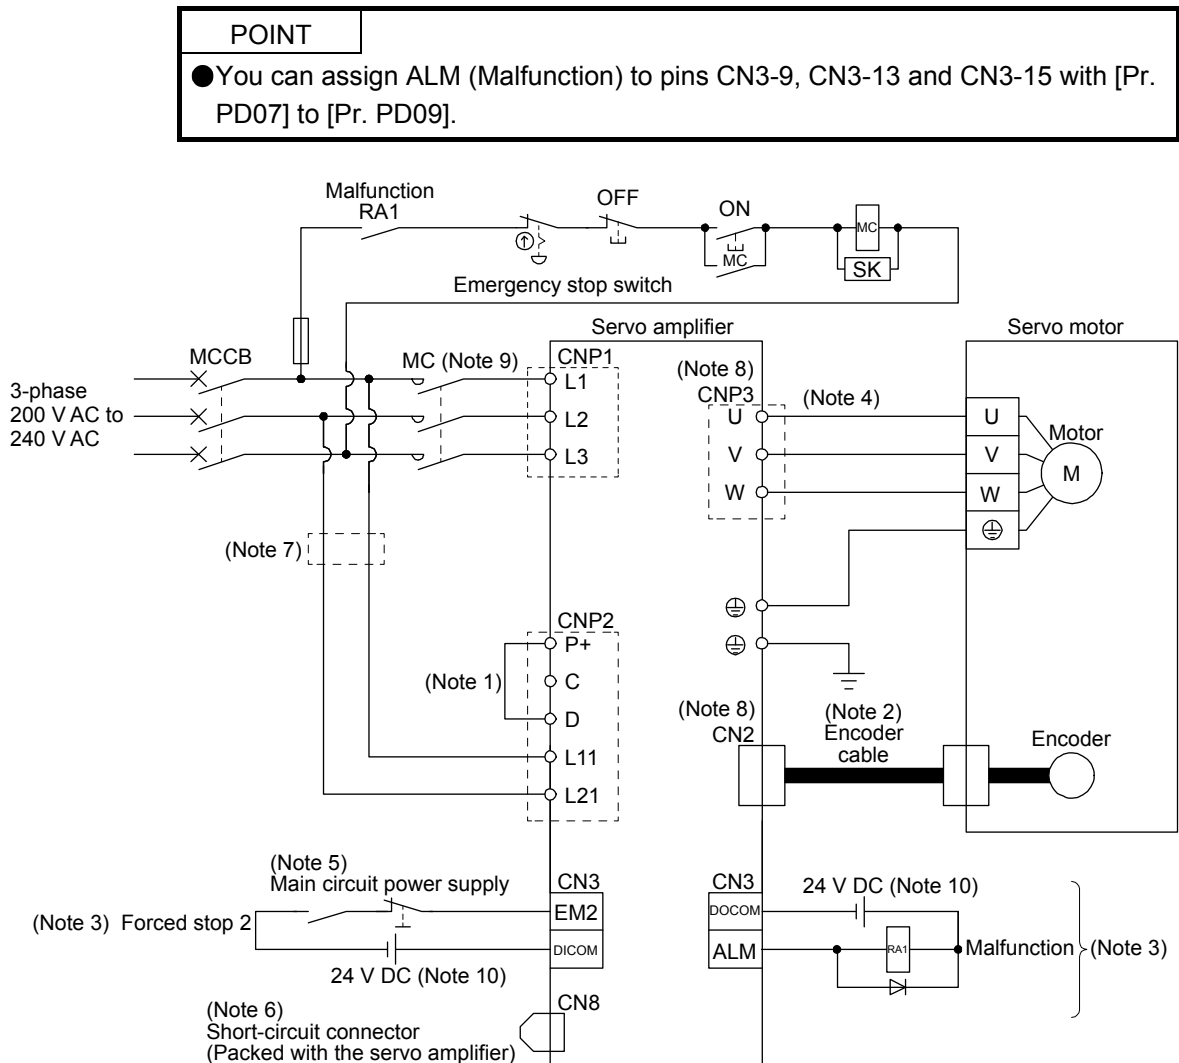 POINT
●You can assign ALM (Malfunction) to pins CN3-9, CN3-13 and CN3-15 with [Pr.
PD07] to [Pr. PD09].
Malfunction
RA1
OFF
ON
MC
MC
SK
Emergency stop switch
Servo amplifier
Servo motor
MCCB
MC (Note 9)
CNP1
(Note 8)
CNP3
(Note 4)
3-phase
200 V AC to
240 V AC
L1
L2
L3
U
V
W
U
V
W
Motor
M
(Note 7)
CNP2
P+
C
D
L11
L21
(Note 1)
(Note 8)
CN2
(Note 2)
Encoder
cable
Encoder
(Note 5)
Main circuit power supply
(Note 3) Forced stop 2
CN3
EM2
DICOM
24 V DC (Note 10)
CN3
DOCOM
ALM
24 V DC (Note 10)
RA1
Malfunction
(Note 3)
(Note 6)
Short-circuit connector
(Packed with the servo amplifier)
CN8